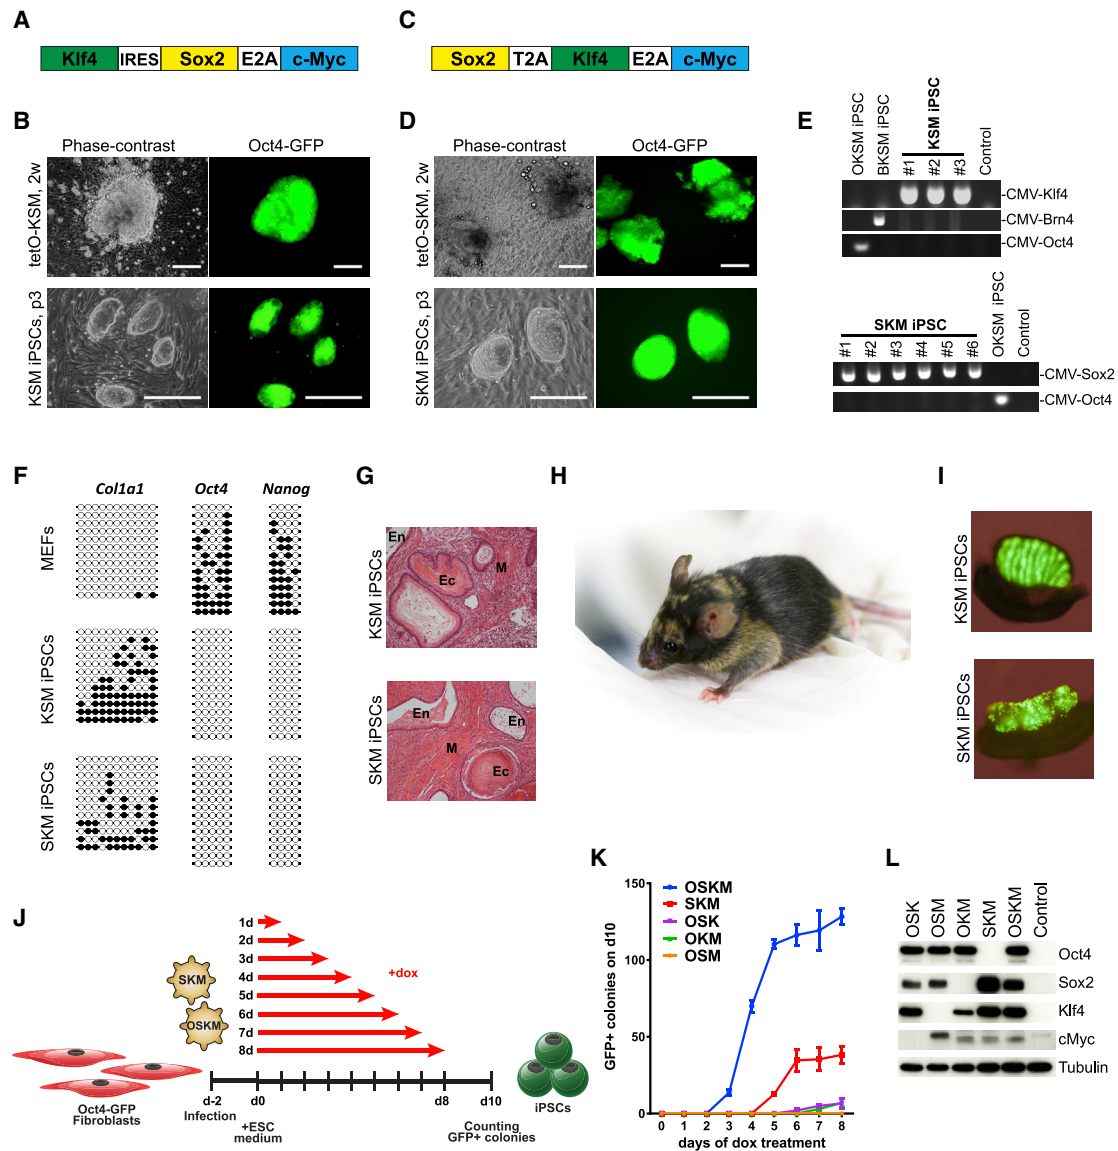 A
Klf4 IRES Sox2 E2A c-Myc
C
Sox2 T2A Klf4 E2A c-Myc
B
Phase-contrast Oct4-GFP
tetO-KSM, 2w
KSM iPSCs, p3
D
Phase-contrast Oct4-GFP
tetO-SKM, 2w
SKM iPSCs, p3
E
OKSM iPSC
BKSM iPSC
KSM iPSC
#1 #2 #3
Control
-CMV-Klf4
-CMV-Brn4
-CMV-Oct4
SKM iPSC
#1 #2 #3 #4 #5 #6
OKSM iPSC
Control
-CMV-Sox2
-CMV-Oct4
F
Col1a1 Oct4 Nanog
MEFs
KSM iPSCs
SKM iPSCs
G
KSM iPSCs
En
Ec
M
SKM iPSCs
En
En
M
Ec
H
I
KSM iPSCs
SKM iPSCs
J
1d
2d
3d
4d
5d
6d
7d
8d
+dox
SKM
OSKM
Oct4-GFP
Fibroblasts
d-2 d0 d8 d10
Infection
+ESC
medium
Counting
GFP+ colonies
iPSCs
K
OSKM
SKM
OSK
OKM
OSM
GFP+ colonies on d10
150
100
50
0
0 1 2 3 4 5 6 7 8
days of dox treatment
L
OSK OSM OKM SKM OSKM Control
Oct4
Sox2
Klf4
cMyc
Tubulin